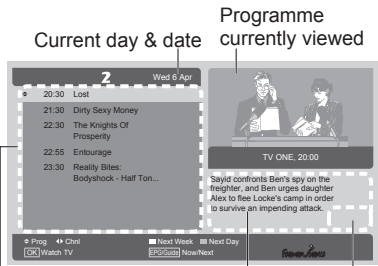 Programme
Current day & date
currently viewed
2
Wed 6 Apr
20:30 Lost
21:30 Dirty Sexy Money
22:30 The Knights Of
Prosperity
22:55 Entourage
23:30 Reality Bites:
Bodyshock - Half Ton...
TV ONE, 20:00
Sayid confronts Ben's spy on the
freighter, and Ben urges daughter
Alex to flee Locke's camp in order
to survive an impending attack.
Prog Chnl
Next Week Next Day
OK Watch TV
EPG/Guide Now/Next
freeview